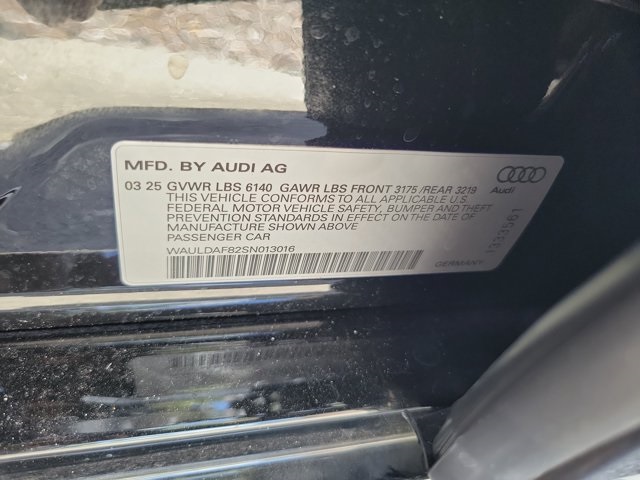 MFD. BY AUDI AG
03 25 GVWR LBS 6140 GAWR LBS FRONT 3175 /REAR 3219
THIS VEHICLE CONFORMS TO ALL APPLICABLE U.S.
FEDERAL MOTOR VEHICLE SAFETY, BUMPER AND THEFT
PREVENTION STANDARDS IN EFFECT ON THE DATE OF
MANUFACTURE SHOWN ABOVE
PASSENGER CAR
WAULDAF82SN013016
GERMANY
Audi
1333561